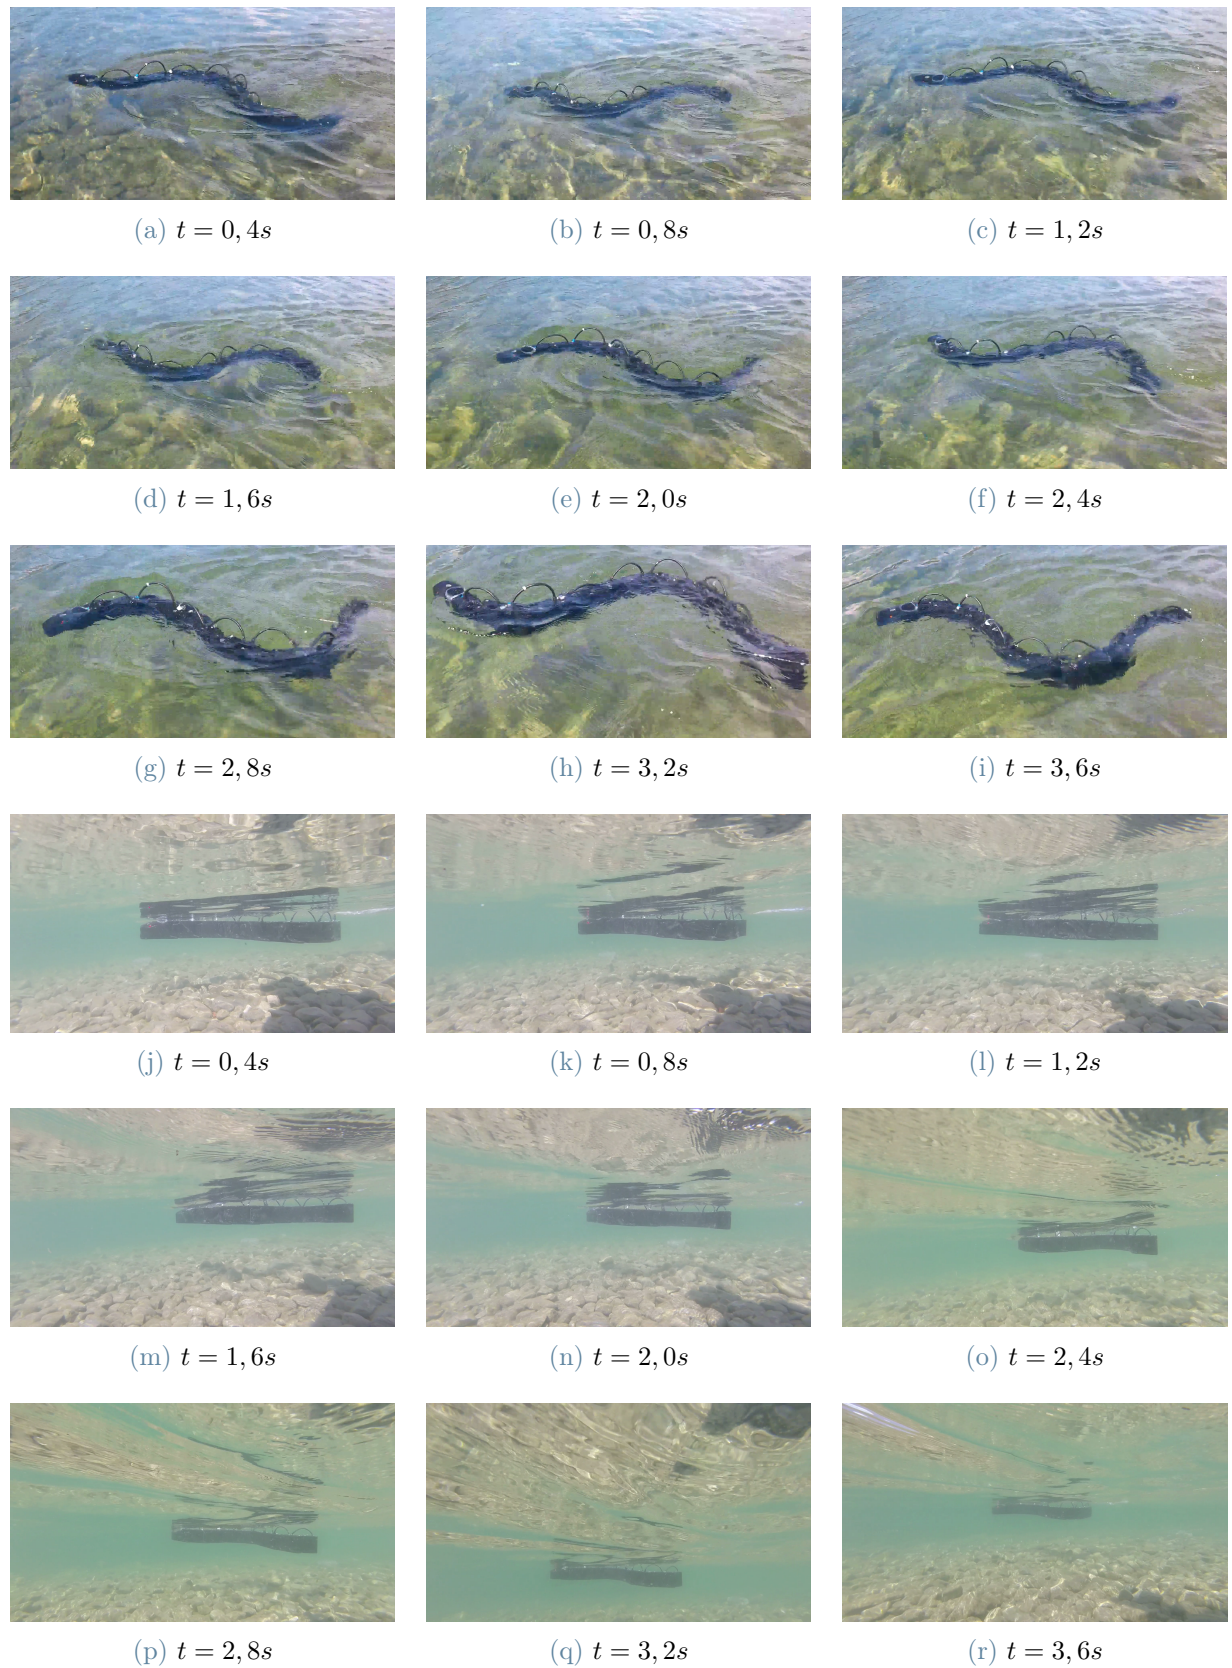 (a) t = 0, 4s
(b) t = 0, 8s
(c) t = 1, 2s
(d) t = 1, 6s
(e) t = 2, 0s
(f) t = 2, 4s
(g) t = 2, 8s
(h) t = 3, 2s
(i) t = 3, 6s
(j) t = 0, 4s
(k) t = 0, 8s
(l) t = 1, 2s
(m) t = 1, 6s
(n) t = 2, 0s
(o) t = 2, 4s
(p) t = 2, 8s
(q) t = 3, 2s
(r) t = 3, 6s